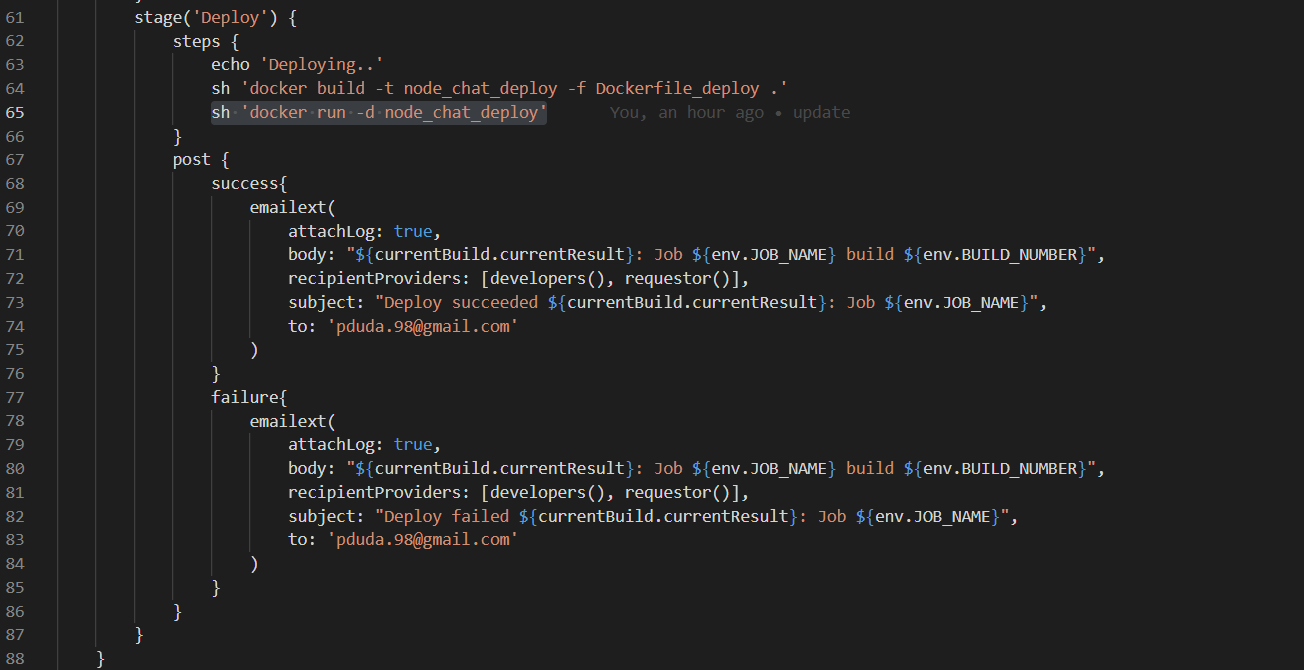 61 stage('Deploy') {
62 steps {
63 echo 'Deploying..'
64 sh 'docker build -t node_chat_deploy -f Dockerfile_deploy .'
65 sh 'docker run -d node_chat_deploy' You, an hour ago • update
66 }
67 post {
68 success{
69 emailext(
70 attachLog: true,
71 body: "${currentBuild.currentResult}: Job ${env.JOB_NAME} build ${env.BUILD_NUMBER}",
72 recipientProviders: [developers(), requestor()],
73 subject: "Deploy succeeded ${currentBuild.currentResult}: Job ${env.JOB_NAME}",
74 to: 'pduda.98@gmail.com'
75 )
76 }
77 failure{
78 emailext(
79 attachLog: true,
80 body: "${currentBuild.currentResult}: Job ${env.JOB_NAME} build ${env.BUILD_NUMBER}",
81 recipientProviders: [developers(), requestor()],
82 subject: "Deploy failed ${currentBuild.currentResult}: Job ${env.JOB_NAME}",
83 to: 'pduda.98@gmail.com'
84 )
85 }
86 }
87 }
88 }